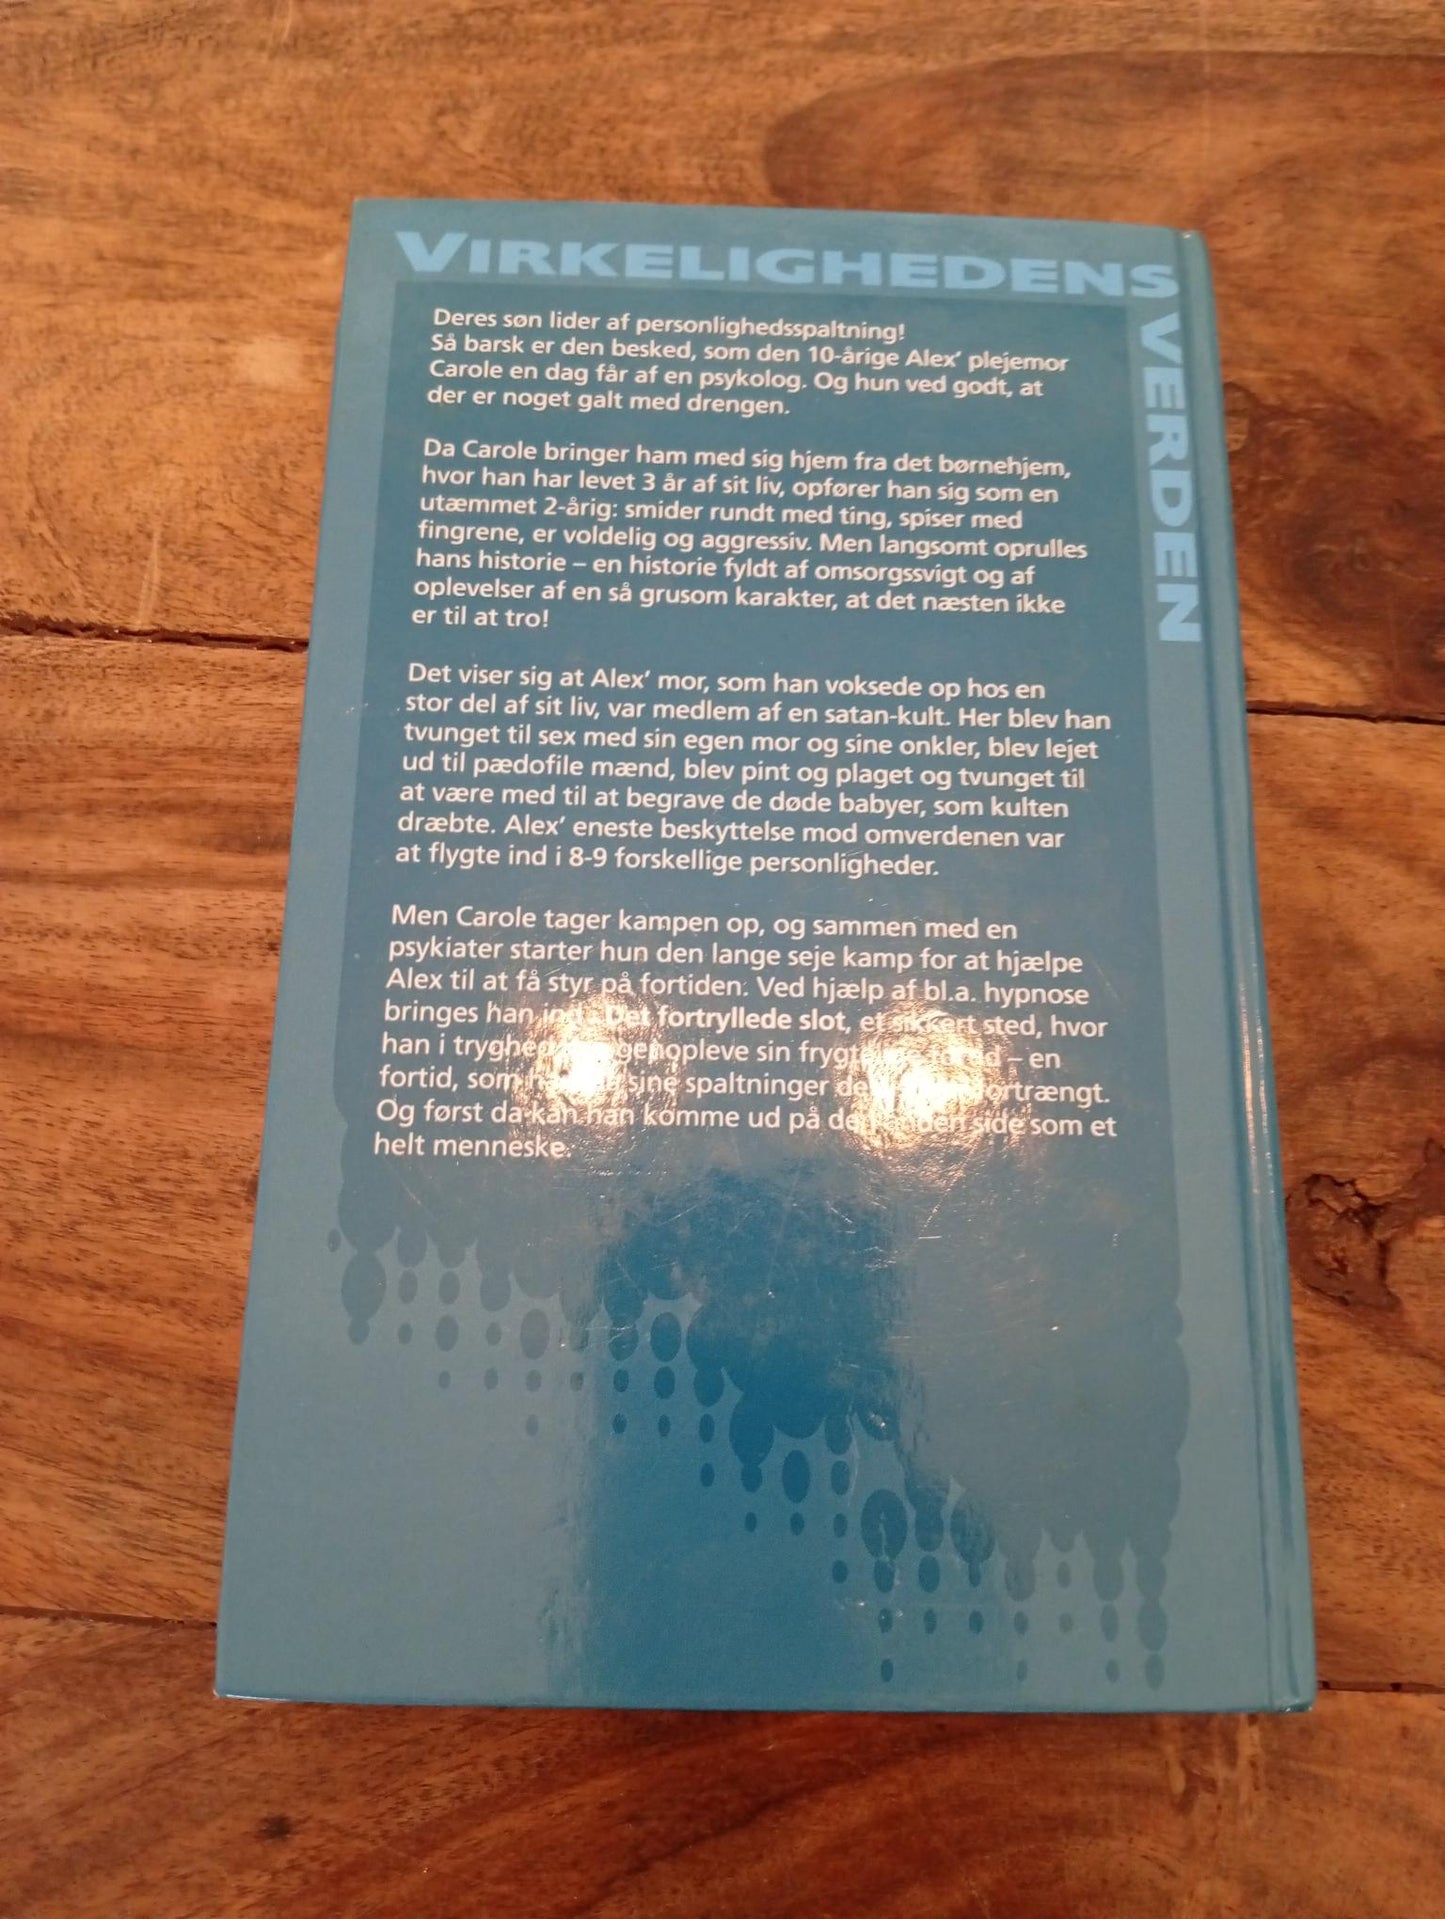 VIRKELIGHEDENS
VERDEN
Deres søn lider af personlighedsspaltning!
Så barsk er den besked, som den 10-årige Alex’ plejemor
Carole en dag får af en psykolog. Og hun ved godt, at
der er noget galt med drengen.
Da Carole bringer ham med sig hjem fra det børnehjem,
hvor han har levet 3 år af sit liv, opfører han sig som en
utæmmet 2-årig: smider rundt med ting, spiser med
fingrene, er voldelig og aggressiv. Men langsomt oprulles
hans historie – en historie fyldt af omsorgssvigt og af
oplevelser af en så grusom karakter, at det næsten ikke
er til at tro!
Det viser sig at Alex’ mor, som han voksede op hos en
stor del af sit liv, var medlem af en satan-kult. Her blev han
tvunget til sex med sin egen mor og sine onkler, blev lejet
ud til pædofile mænd, blev pint og plaget og tvunget til
at være med til at begrave de døde babyer, som kulten
dræbte. Alex’ eneste beskyttelse mod omverdenen var
at flygte ind i 8-9 forskellige personligheder.
Men Carole tager kampen op, og sammen med en
psykiater starter hun den lange seje kamp for at hjælpe
Alex til at få styr på fortiden. Ved hjælp af bl.a. hypnose
bringes han ind i Det fortryllede slot, et sikkert sted, hvor
han i genopleve sin – en
fortid, som sine spaltninger fortrængt.
Og først da kan han komme ud på den anden side som et
helt menneske.